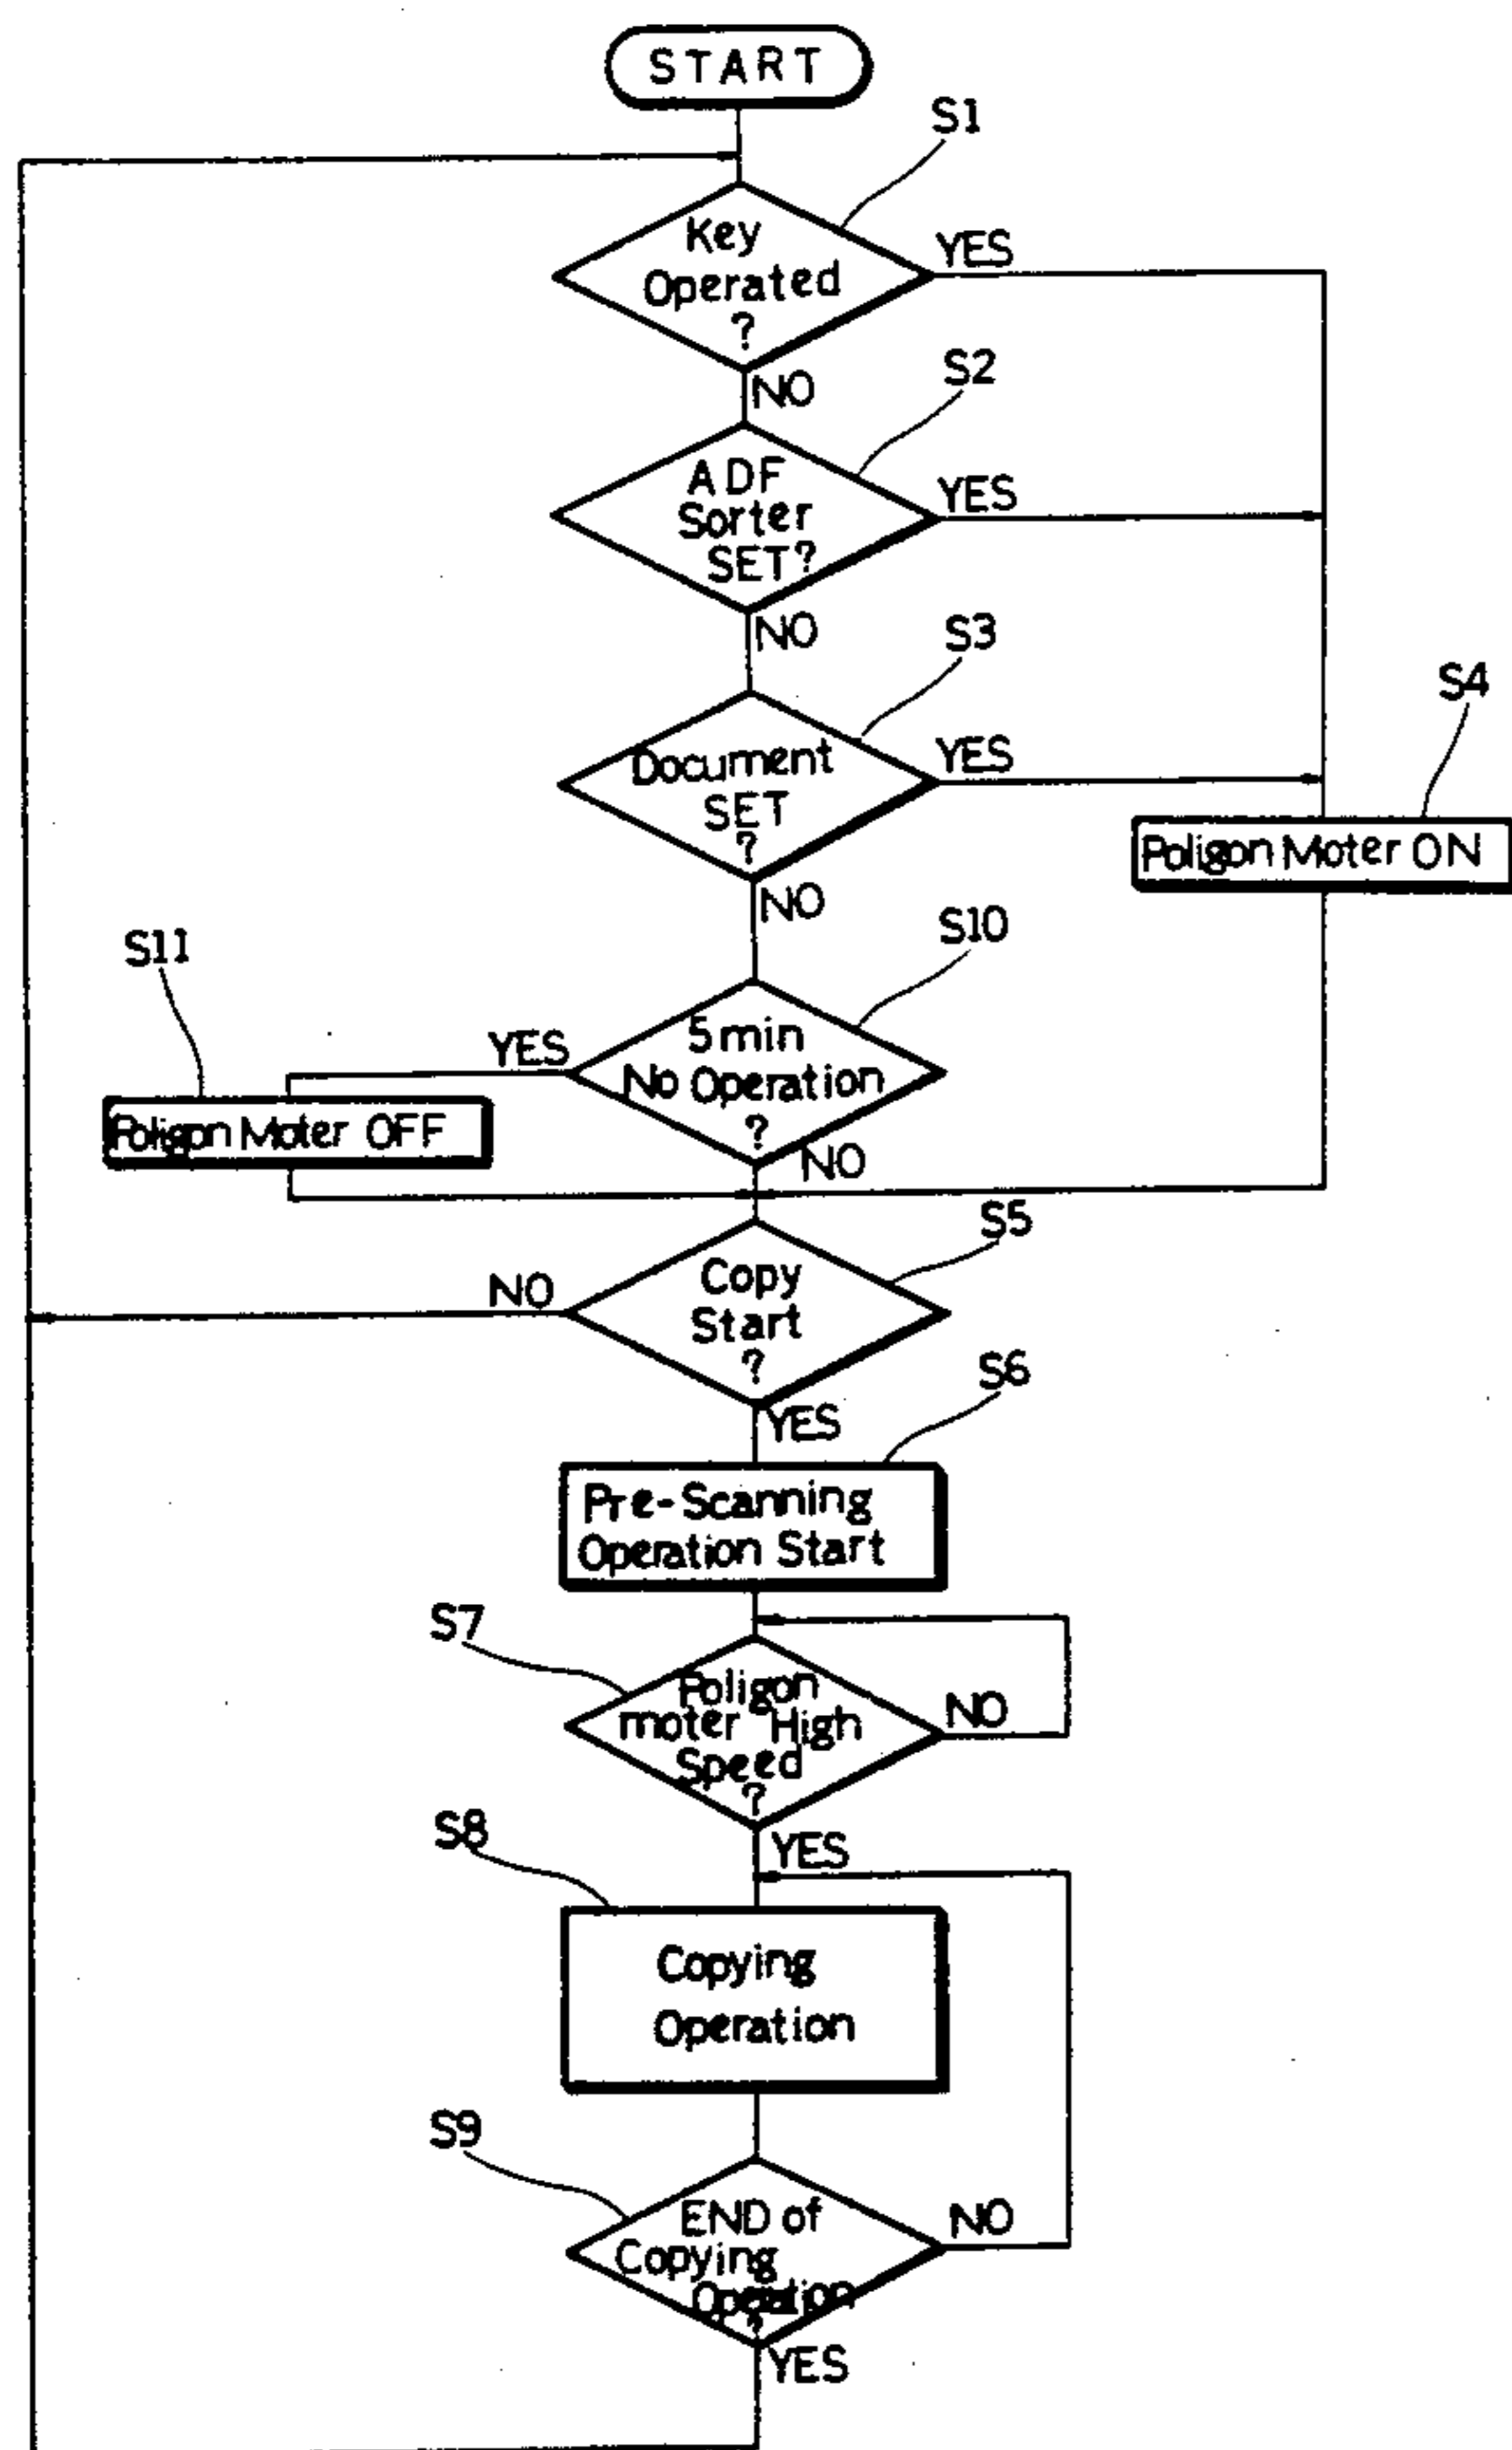 START
S1
Key
Operated
?
YES
NO
S2
ADF
Sorter
SET?
YES
NO
S3
Document
SET
?
YES
NO
S4
Poligon Moter ON
S10
5min
No Operation
?
YES
NO
S11
Poligon Moter OFF
S5
Copy
Start
?
NO
YES
S6
Pre-Scanning
Operation Start
S7
Poligon
moter High
Speed
?
NO
YES
S8
Copying
Operation
S9
END of
Copying
Operation
?
NO
YES